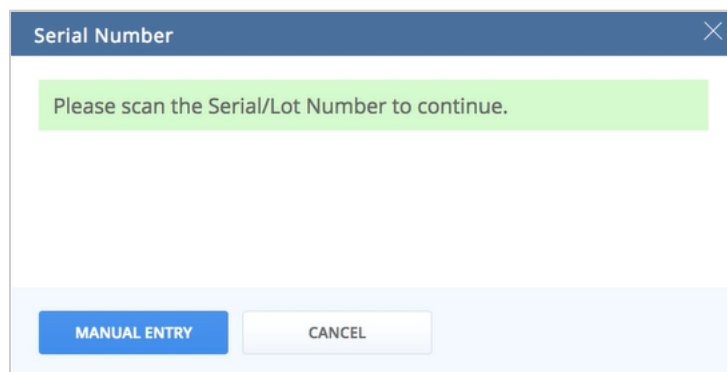 Serial Number
Please scan the Serial/Lot Number to continue.
MANUAL ENTRY
CANCEL